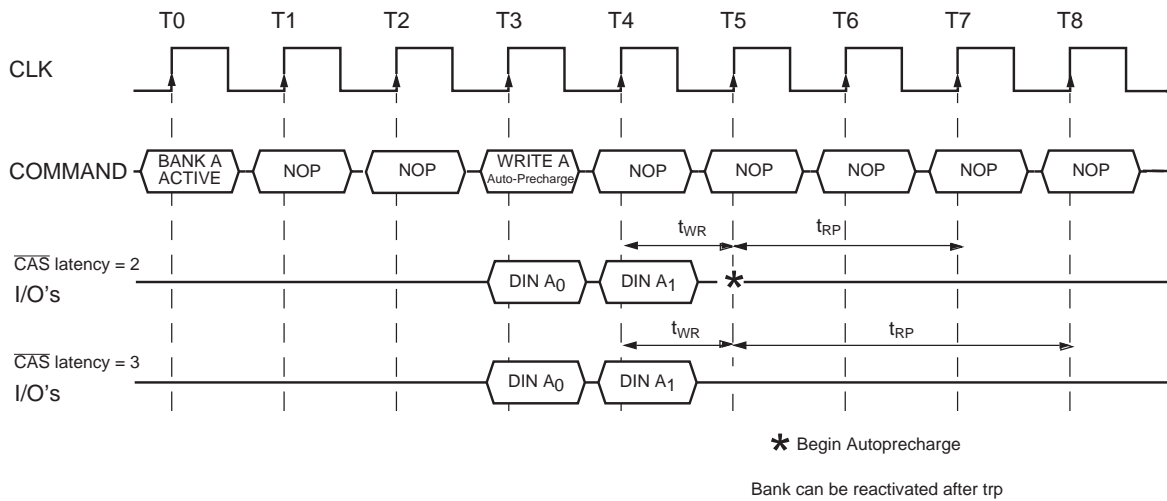 T0 T1 T2 T3 T4 T5 T6 T7 T8
CLK
COMMAND
BANK A
ACTIVE
NOP
NOP
WRITE A
Auto-Precharge
NOP
NOP
NOP
NOP
NOP
tWR
tRP
CAS latency = 2
I/O's
DIN A0
DIN A1
*
tWR
tRP
CAS latency = 3
I/O's
DIN A0
DIN A1
* Begin Autoprecharge
Bank can be reactivated after trp